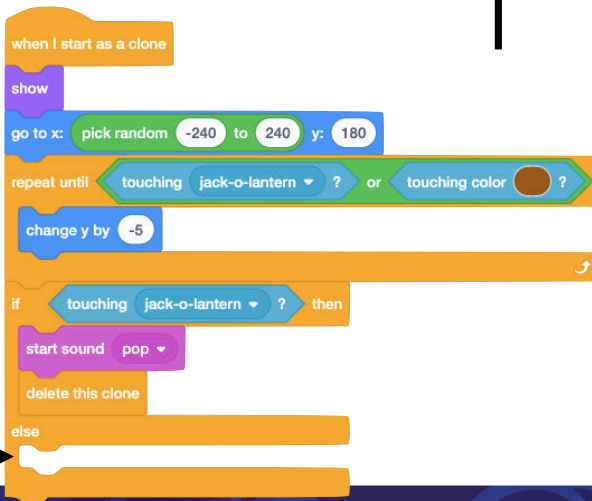 when I start as a clone
show
go to x: pick random -240 to 240 y: 180
repeat until touching jack-o-lantern ? or touching color ?
change y by -5
if touching jack-o-lantern ? then
start sound pop
delete this clone
else